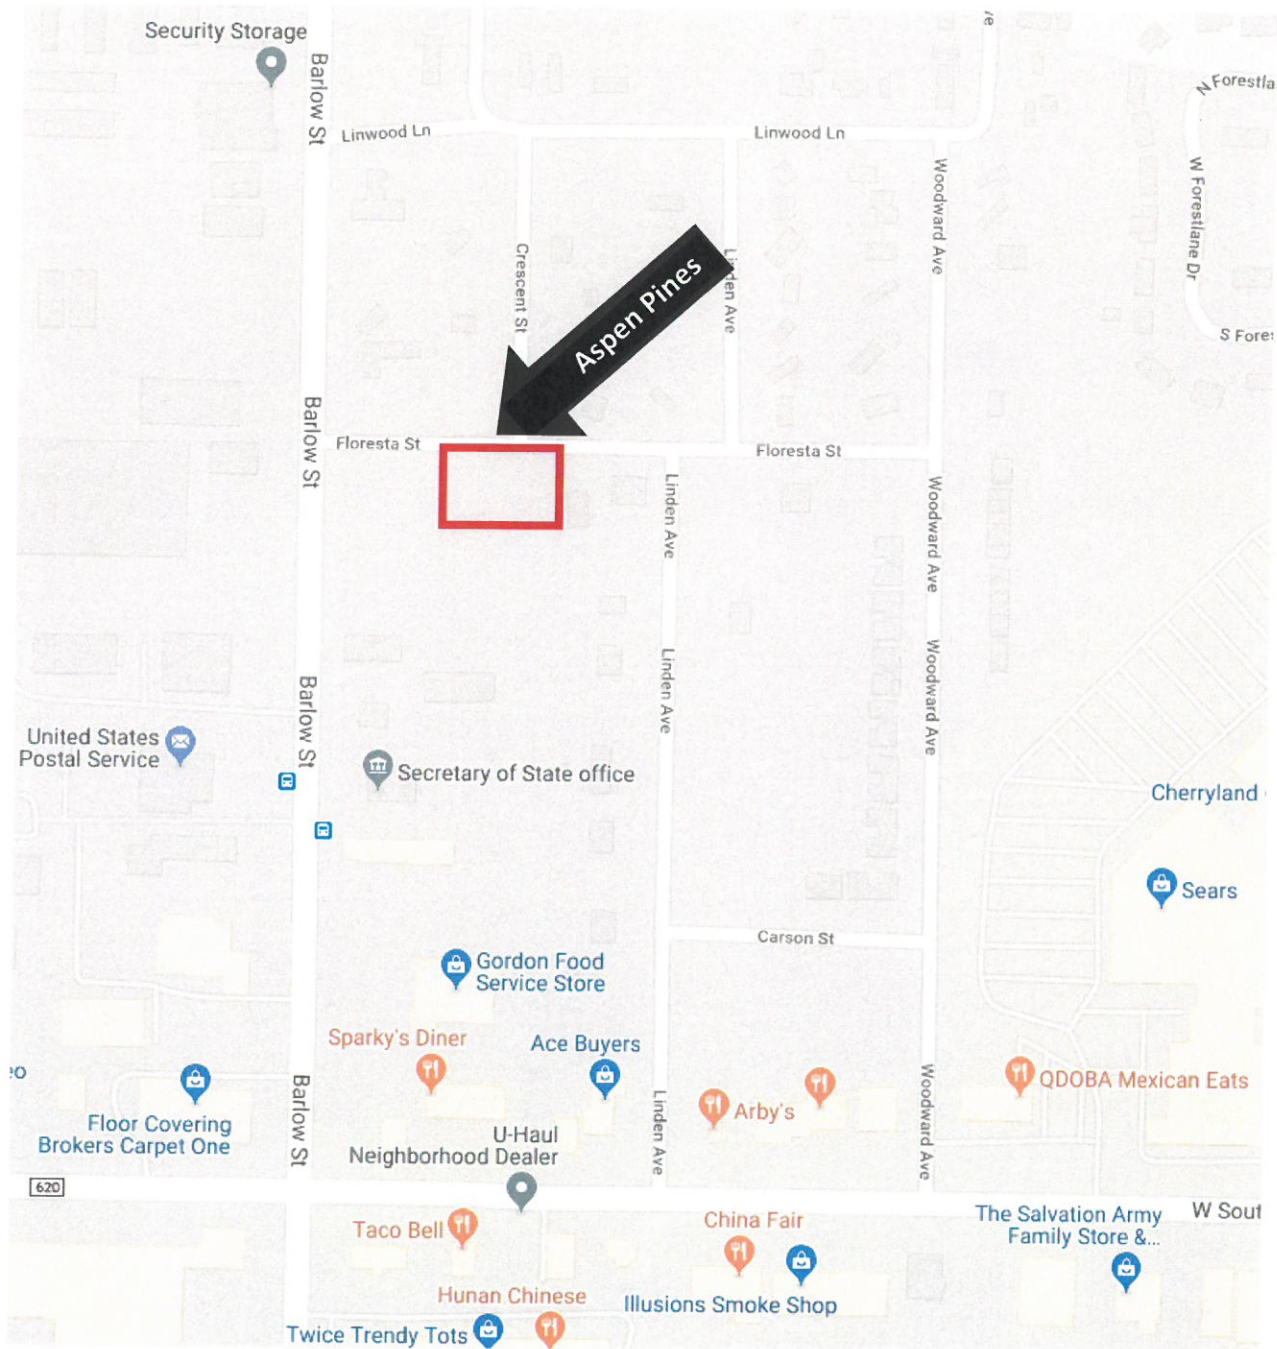 Security Storage
Barlow St
Linwood Ln
Linwood Ln
Woodward Ave
W Forestlane Dr
Crescent St
Linden Ave
Aspen Pines
Barlow St
Floresta St
Floresta St
Linden Ave
Woodward Ave
Linden Ave
Woodward Ave
Barlow St
United States
Postal Service
Secretary of State office
Cherryland
Sears
Carson St
Gordon Food
Service Store
Sparky's Diner
Ace Buyers
Barlow St
Linden Ave
Woodward Ave
Arby's
QDOBA Mexican Eats
Floor Covering
Brokers Carpet One
U-Haul
Neighborhood Dealer
620
Taco Bell
China Fair
The Salvation Army
Family Store &...
W Sout
Hunan Chinese
Illusions Smoke Shop
Twice Trendy Tots
N Forestla
S Fore